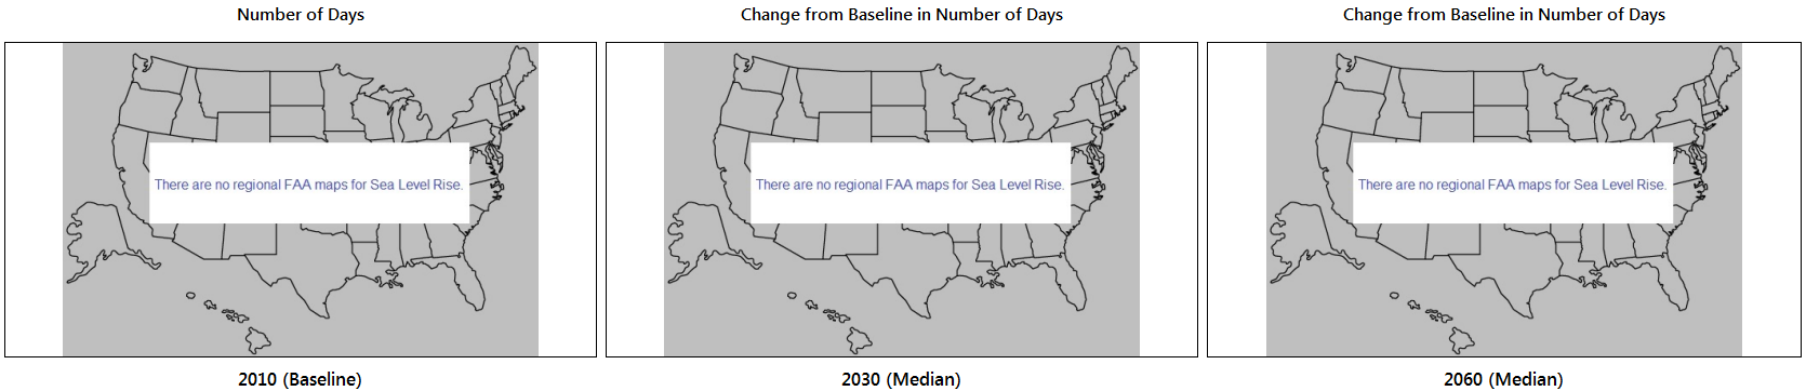 Number of Days
Change from Baseline in Number of Days
Change from Baseline in Number of Days
There are no regional FAA maps for Sea Level Rise.
There are no regional FAA maps for Sea Level Rise.
There are no regional FAA maps for Sea Level Rise.
2010 (Baseline)
2030 (Median)
2060 (Median)